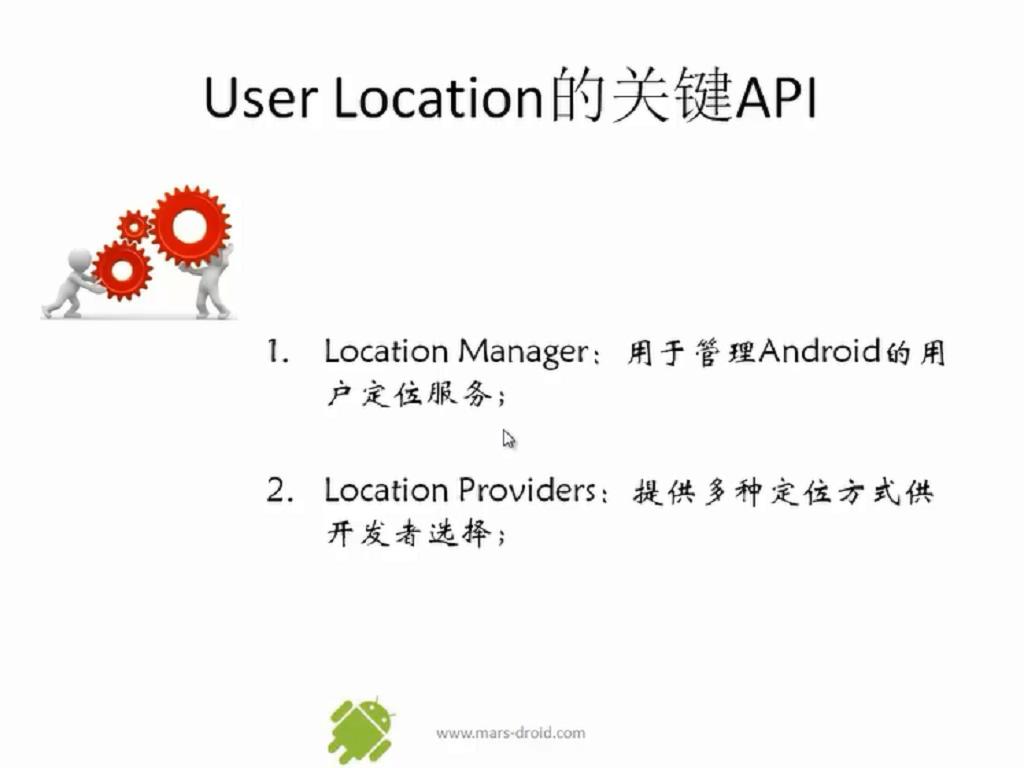 User Location的关键API
1. Location Manager：用于管理Android的用
户定位服务；
2. Location Providers：提供多种定位方式供
开发者选择；
www.mars-droid.com